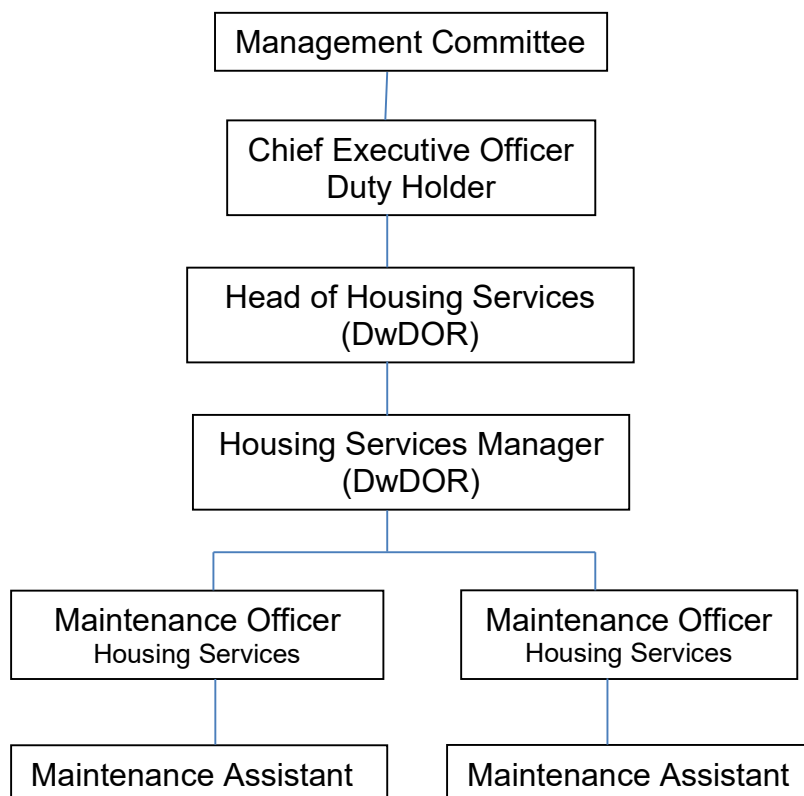 Management Committee
Chief Executive Officer
Duty Holder
Head of Housing Services
(DwDOR)
Housing Services Manager
(DwDOR)
Maintenance Officer
Housing Services
Maintenance Officer
Housing Services
Maintenance Assistant
Maintenance Assistant